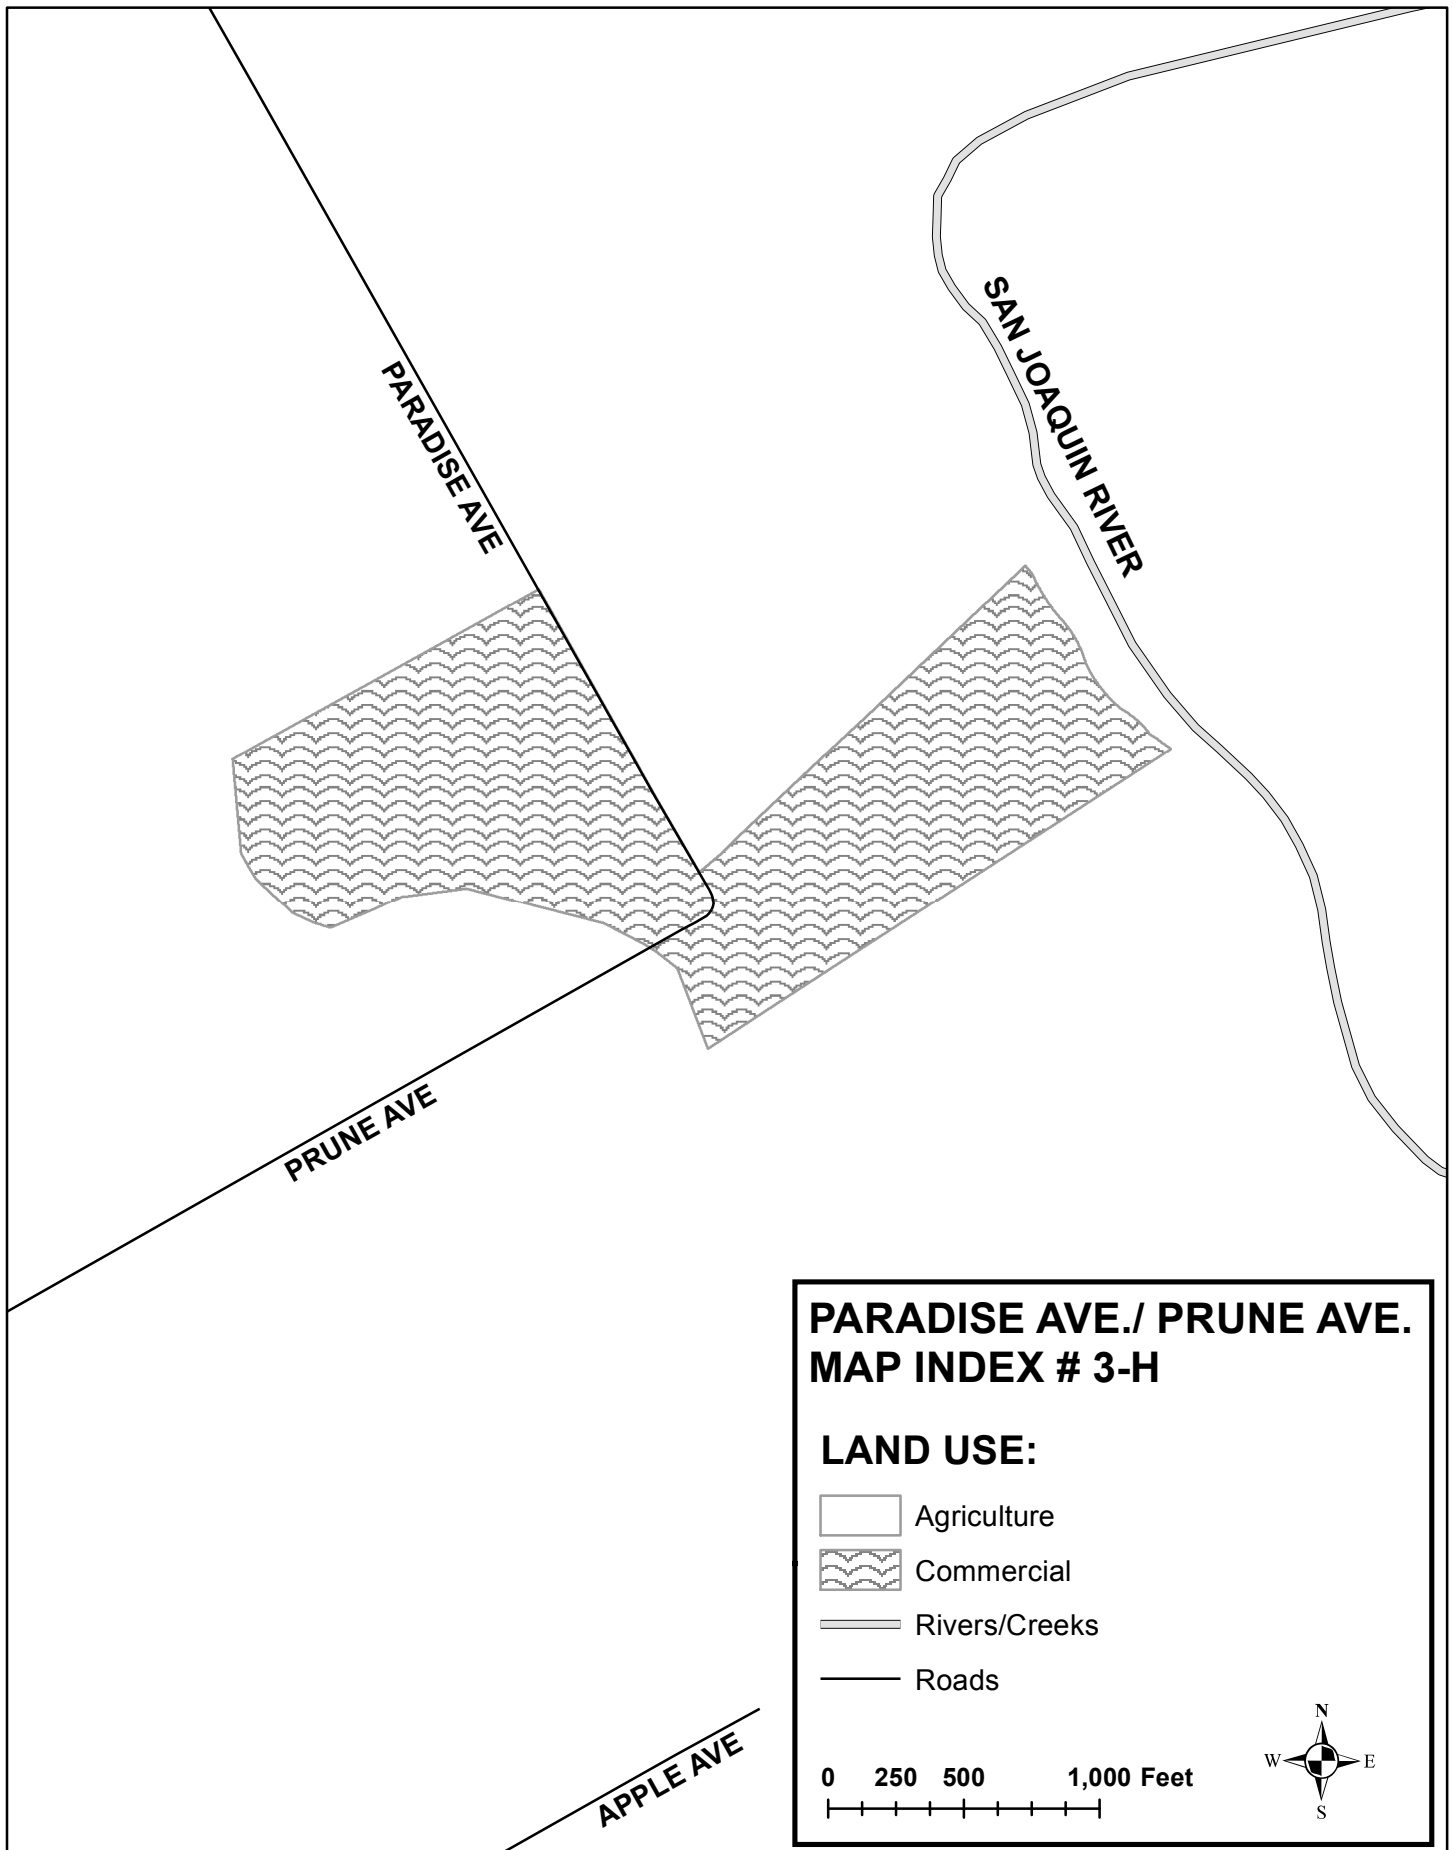 SAN JOAQUIN RIVER
PARADISE AVE
PRUNE AVE
APPLE AVE
PARADISE AVE./ PRUNE AVE.
MAP INDEX # 3-H
LAND USE:
Agriculture
Commercial
Rivers/Creeks
Roads
0 250 500 1,000 Feet
N
W E
S